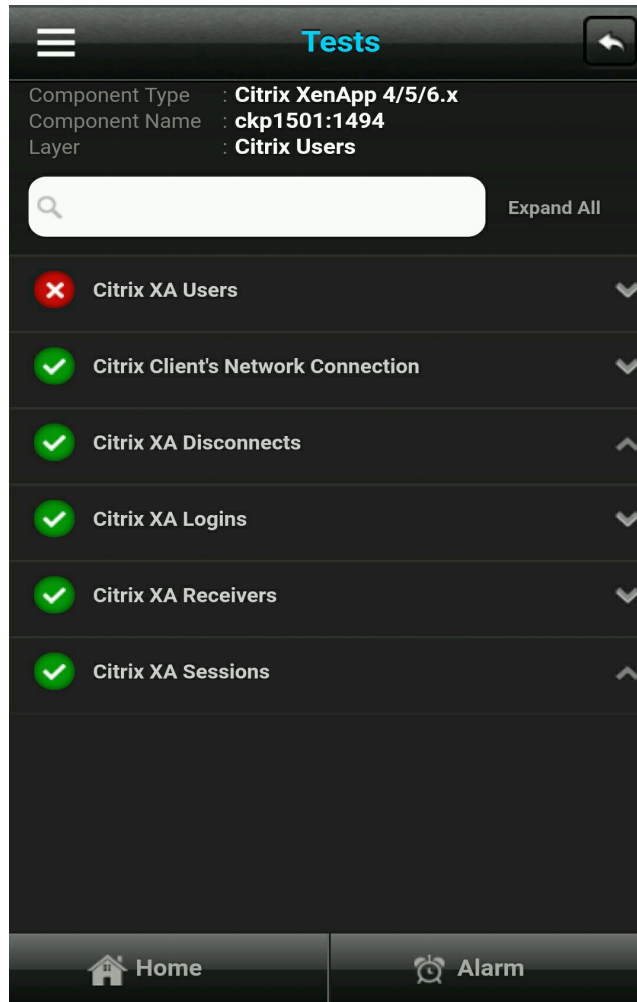 Tests
Component Type : Citrix XenApp 4/5/6.x
Component Name : ckp1501:1494
Layer : Citrix Users
Expand All
Citrix XA Users
Citrix Client's Network Connection
Citrix XA Disconnects
Citrix XA Logins
Citrix XA Receivers
Citrix XA Sessions
Home
Alarm